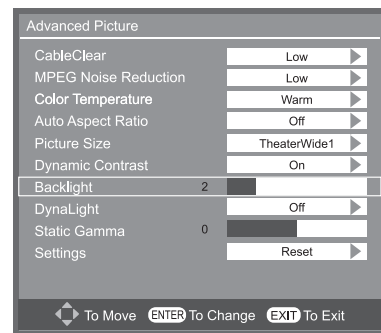 Advanced Picture
CableClear Low
MPEG Noise Reduction Low
Color Temperature Warm
Auto Aspect Ratio Off
Picture Size TheaterWide1
Dynamic Contrast On
Backlight 2
DynaLight Off
Static Gamma 0
Settings Reset
To Move ENTER To Change EXIT To Exit